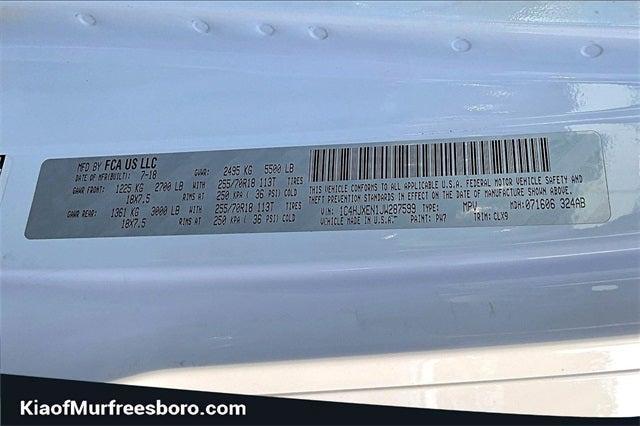 MFD BY FCA US LLC
DATE OF MFR(BUILT): 7-18 GVWR: 2495 KG 5500 LB
GAWR FRONT: 1225 KG 2700 LB WITH 255/70R18 113T TIRES
18X7.5 RIMS AT 250 KPA ( 36 PSI) COLD
GAWR REAR: 1361 KG 3000 LB WITH 255/70R18 113T TIRES
18X7.5 RIMS AT 250 KPA ( 36 PSI) COLD
THIS VEHICLE CONFORMS TO ALL APPLICABLE U.S.A. FEDERAL MOTOR VEHICLE SAFETY AND
THEFT PREVENTION STANDARDS IN EFFECT ON THE DATE OF MANUFACTURE SHOWN ABOVE.
VIN: 1C4HJXEN1JW287599 TYPE: MPV MDH: 071606 324AB
VEHICLE MADE IN U.S.A. PAINT: PW7 TRIM: CLX9
KiaofMurfreesboro.com